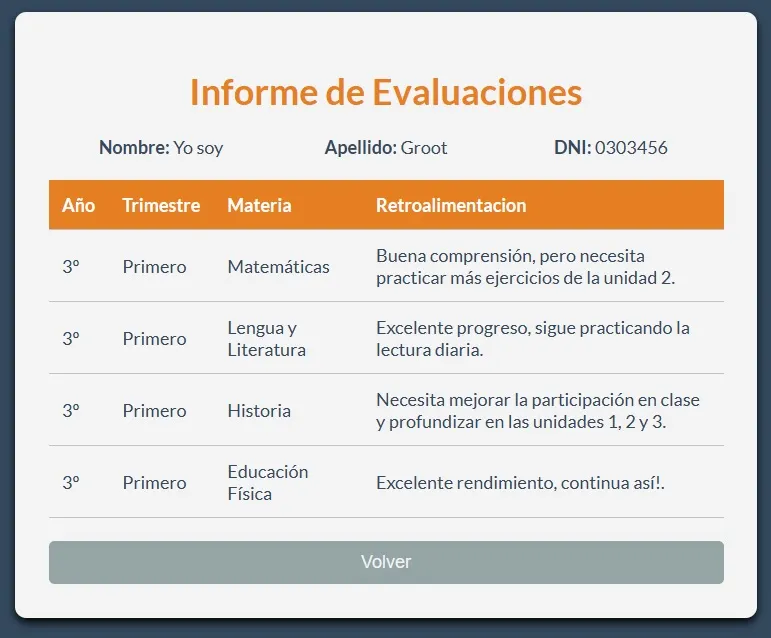 Informe de Evaluaciones
Nombre: Yo soy Apellido: Groot DNI: 0303456
Año Trimestre Materia Retroalimentacion
3º Primero Matemáticas Buena comprensión, pero necesita
practicar más ejercicios de la unidad 2.
3º Primero Lengua y Excelente progreso, sigue practicando la
Literatura lectura diaria.
3º Primero Historia Necesita mejorar la participación en clase
y profundizar en las unidades 1, 2 y 3.
3º Primero Educación
Física Excelente rendimiento, continua así!.
Volver